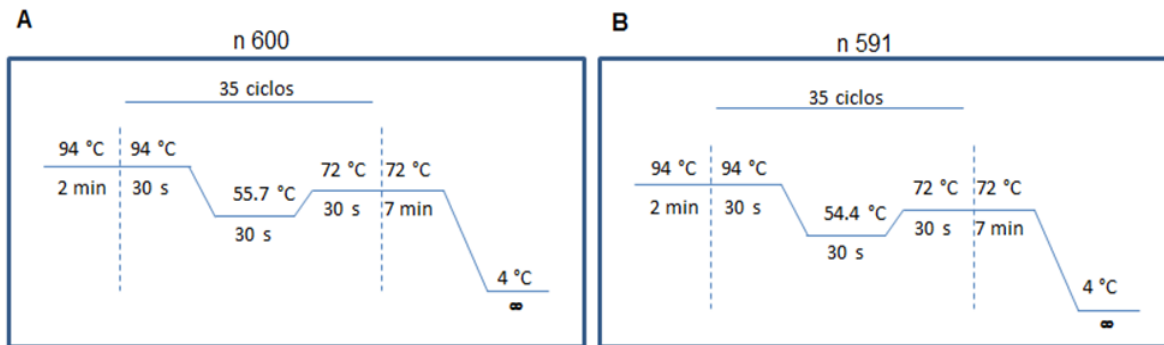 A
n 600
35 ciclos
94 °C 94 °C 72 °C 72 °C
2 min 30 s 55.7 °C 30 s 7 min
30 s
4 °C
∞
B
n 591
35 ciclos
94 °C 94 °C 72 °C 72 °C
2 min 30 s 54.4 °C 30 s 7 min
30 s
4 °C
∞